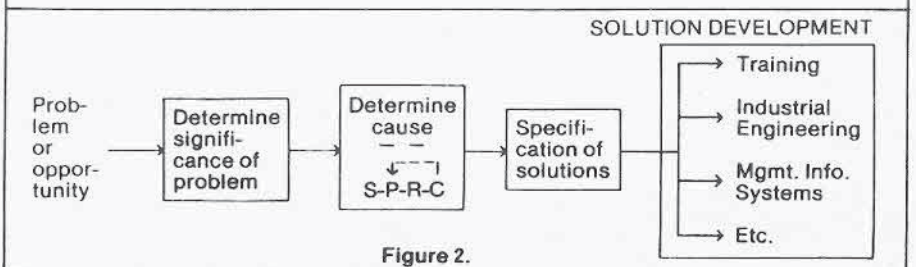 SOLUTION DEVELOPMENT
Prob-
lem
or
oppor-
tunity
Determine
signifi-
cance of
problem
Determine
cause
S-P-R-C
Specifi-
cation of
solutions
Training
Industrial
Engineering
Mgmt. Info.
Systems
Etc.
Figure 2.